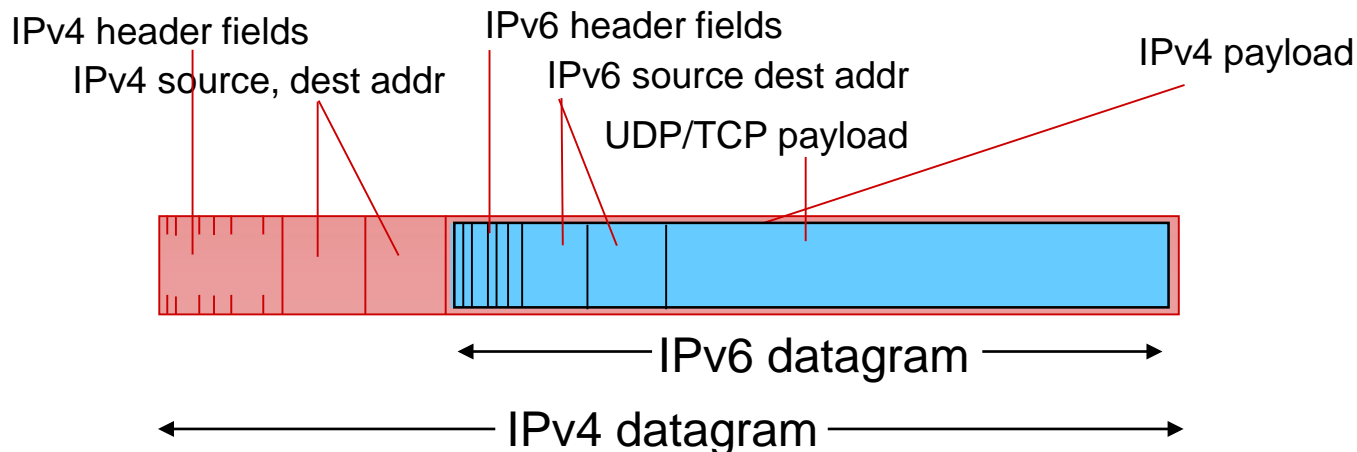 IPv4 header fields
IPv6 header fields
IPv4 payload
IPv4 source, dest addr
IPv6 source dest addr
UDP/TCP payload
IPv6 datagram
IPv4 datagram